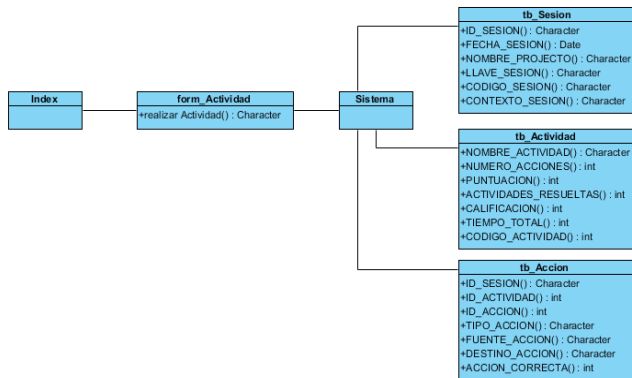 tb_Sesion
+ID_SESION() : Character
+FECHA_SESION() : Date
+NOMBRE_PROJECTO() : Character
+LLAVE_SESION() : Character
+CODIGO_SESION() : Character
+CONTEXTO_SESION() : Character
Index
form_Actividad
+realizar Actividad() : Character
Sistema
tb_Actividad
+NOMBRE_ACTIVIDAD() : Character
+NUMERO_ACCIONES() : int
+PUNTUACION() : int
+ACTIVIDADES_RESUELTAS() : int
+CALIFICACION() : int
+TIEMPO_TOTAL() : int
+CODIGO_ACTIVIDAD() : int
tb_Accion
+ID_SESION() : Character
+ID_ACTIVIDAD() : int
+ID_ACCION() : int
+TIPO_ACCION() : Character
+FUENTE_ACCION() : Character
+DESTINO_ACCION() : Character
+ACCION_CORRECTA() : int